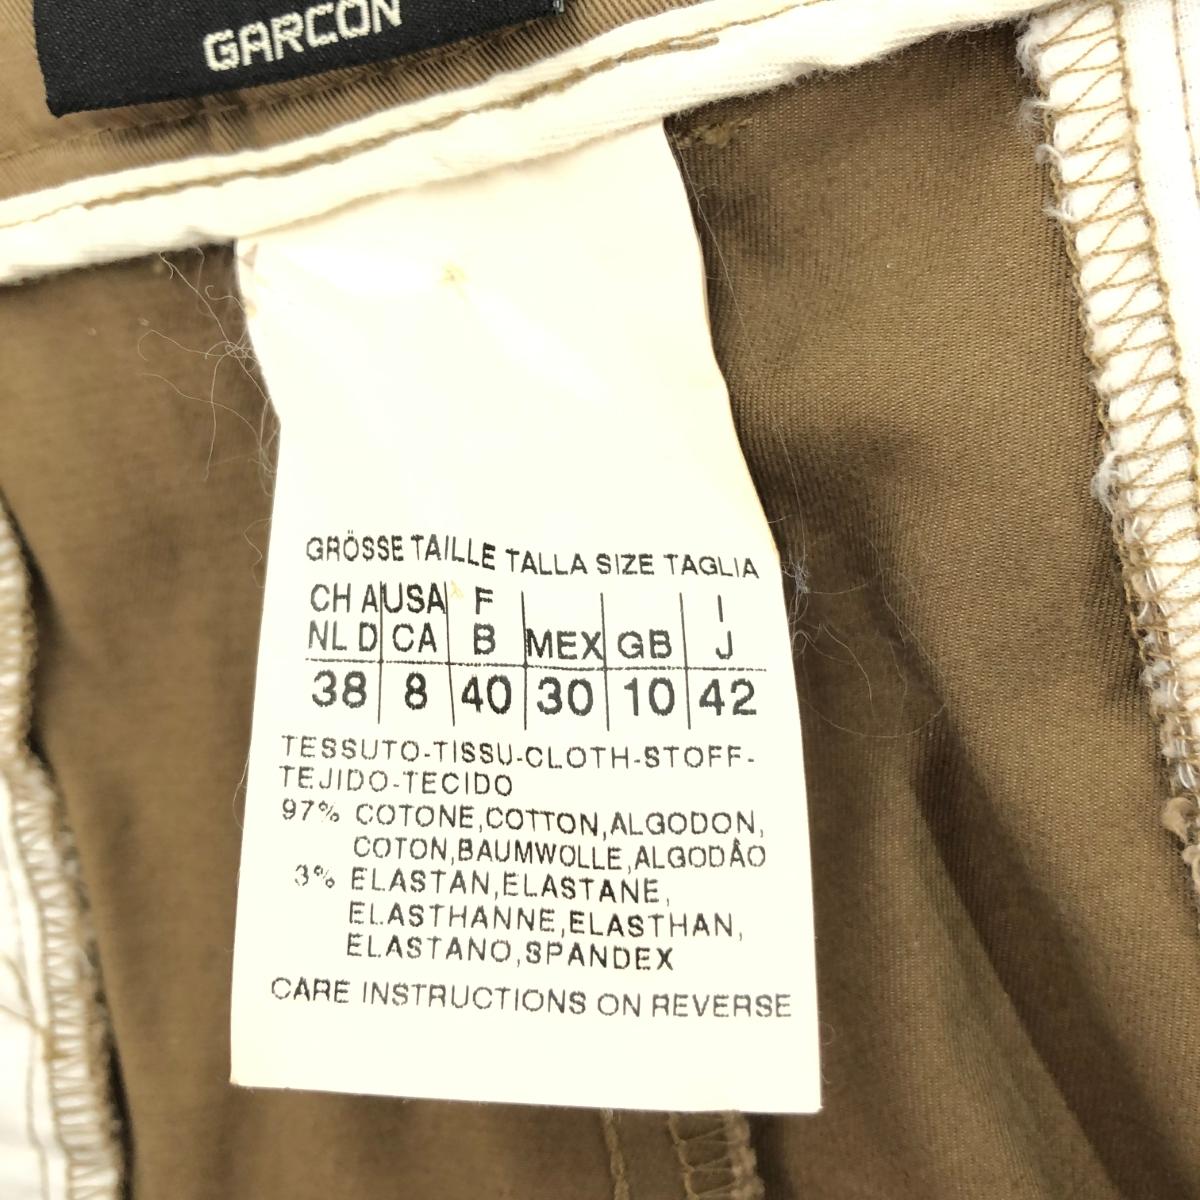 GARCON
GRÖSSE TAILLE TALLA SIZE TAGLIA
CH A USA F I
NL D CA B MEX GB J
38 8 40 30 10 42
TESSUTO-TISSU-CLOTH-STOFF-
TEJIDO-TECIDO
97% COTONE,COTTON,ALGODON,
COTON,BAUMWOLLE,ALGODÂO
3% ELASTAN,ELASTANE,
ELASTHANNE,ELASTHAN,
ELASTANO,SPANDEX
CARE INSTRUCTIONS ON REVERSE